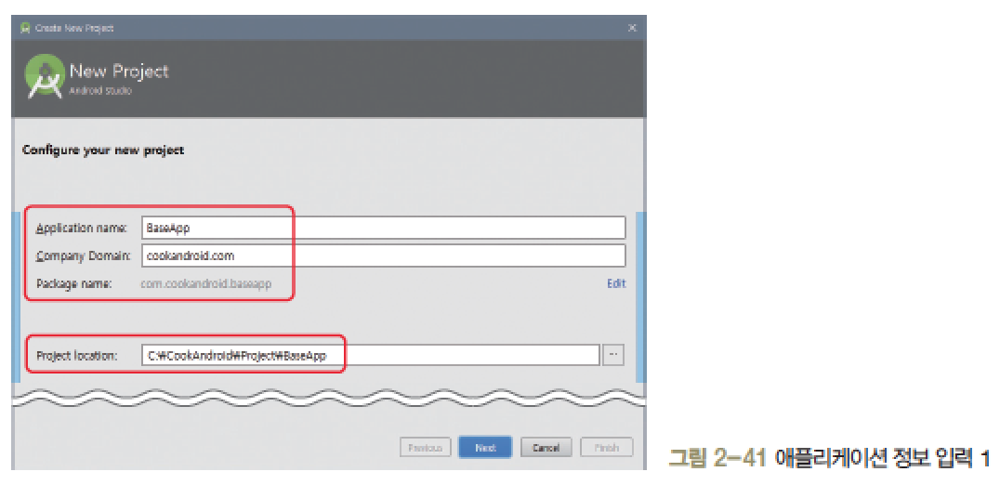 Create New Project
New Project
Android Studio
Configure your new project
Application name: BaseApp
Company Domain: cookandroid.com
Package name: com.cookandroid.baseapp Edit
Project location: C:₩CookAndroid₩Project₩BaseApp ...
Previous Next Cancel Finish
그림 2-41 애플리케이션 정보 입력 1